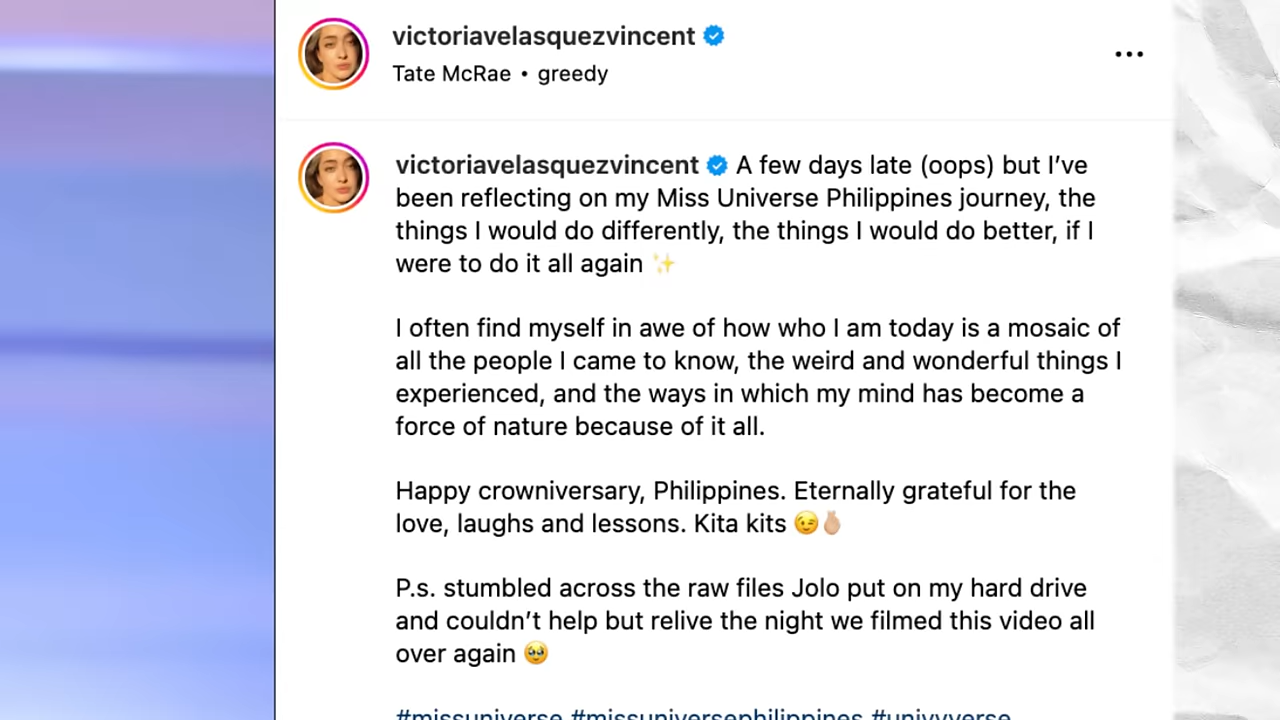 victoriavelasquezvincent
Tate McRae • greedy
victoriavelasquezvincent A few days late (oops) but I’ve
been reflecting on my Miss Universe Philippines journey, the
things I would do differently, the things I would do better, if I
were to do it all again ✨
I often find myself in awe of how who I am today is a mosaic of
all the people I came to know, the weird and wonderful things I
experienced, and the ways in which my mind has become a
force of nature because of it all.
Happy crowniversary, Philippines. Eternally grateful for the
love, laughs and lessons. Kita kits 😉🫰🏼
P.s. stumbled across the raw files Jolo put on my hard drive
and couldn’t help but relive the night we filmed this video all
over again 🥹
#missuniverse #missuniversephilippines #univyverse